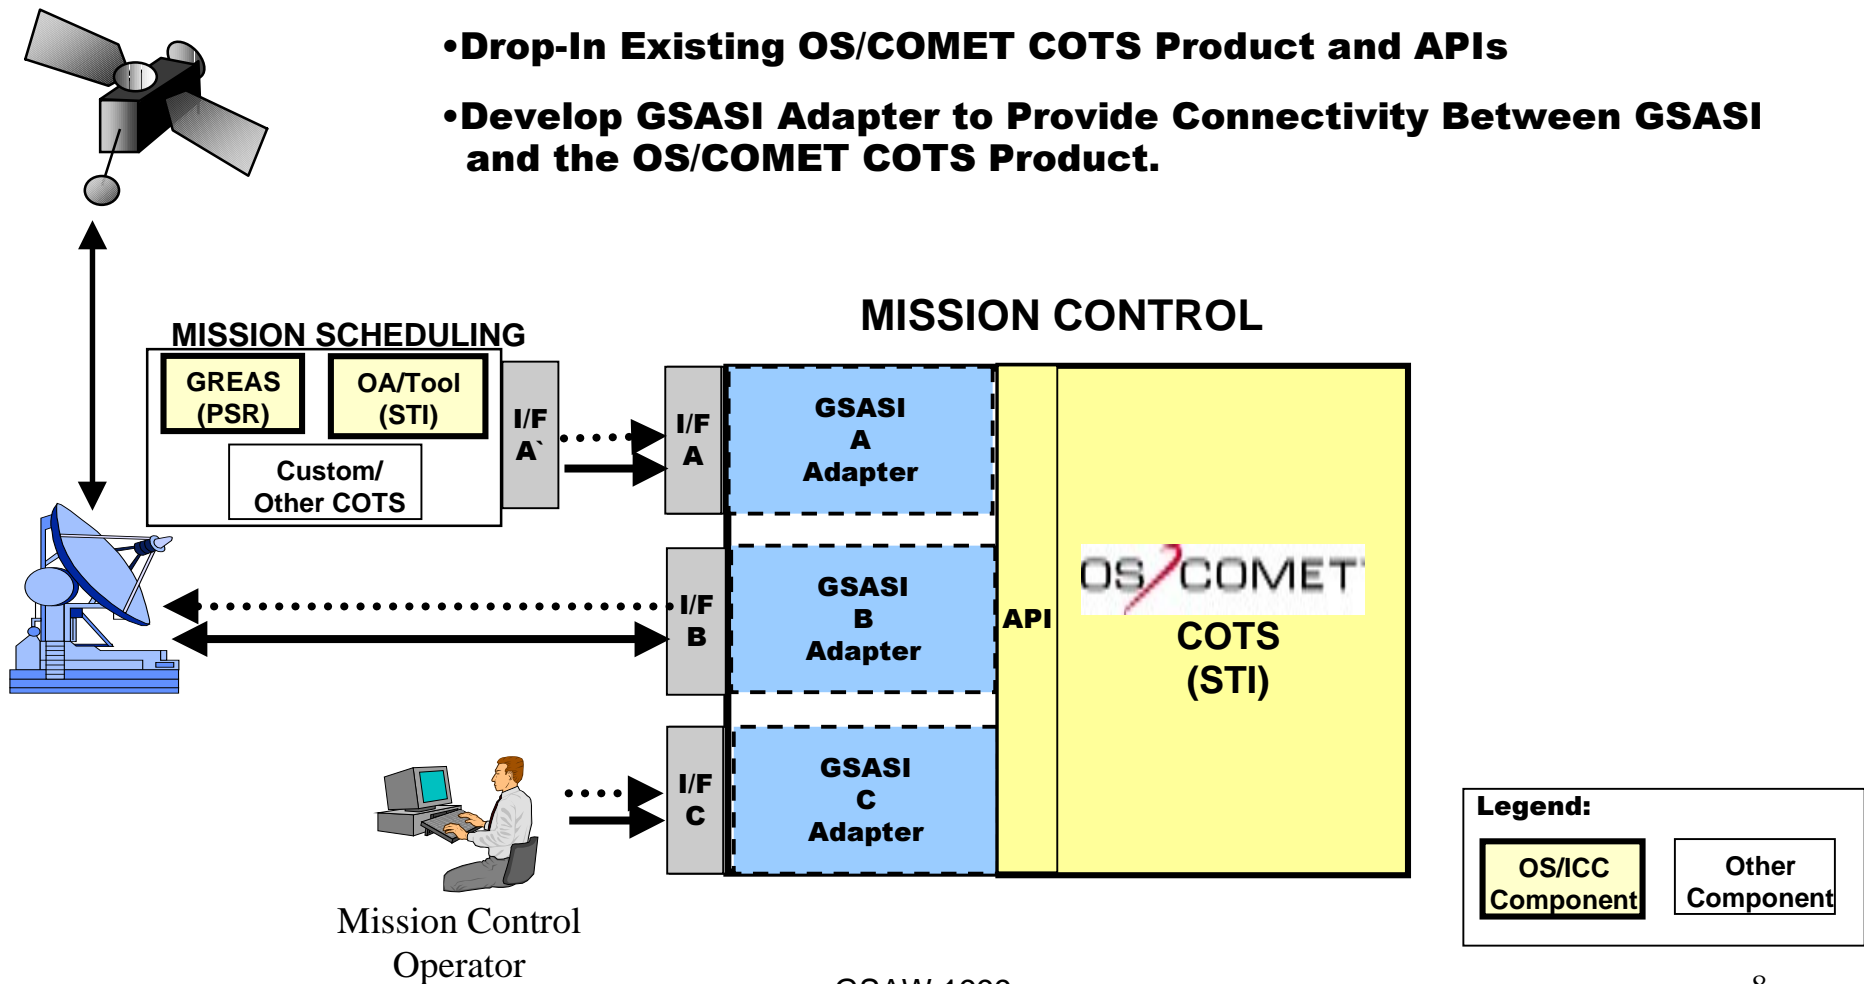 •Drop-In Existing OS/COMET COTS Product and APIs
•Develop GSASI Adapter to Provide Connectivity Between GSASI
and the OS/COMET COTS Product.
MISSION CONTROL
MISSION SCHEDULING
GREAS
(PSR)
OA/Tool
(STI)
Custom/
Other COTS
I/F
A`
I/F
A
GSASI
A
Adapter
I/F
B
GSASI
B
Adapter
API
OS/COMET
COTS
(STI)
I/F
C
GSASI
C
Adapter
Mission Control
Operator
Legend:
OS/ICC
Component
Other
Component
8